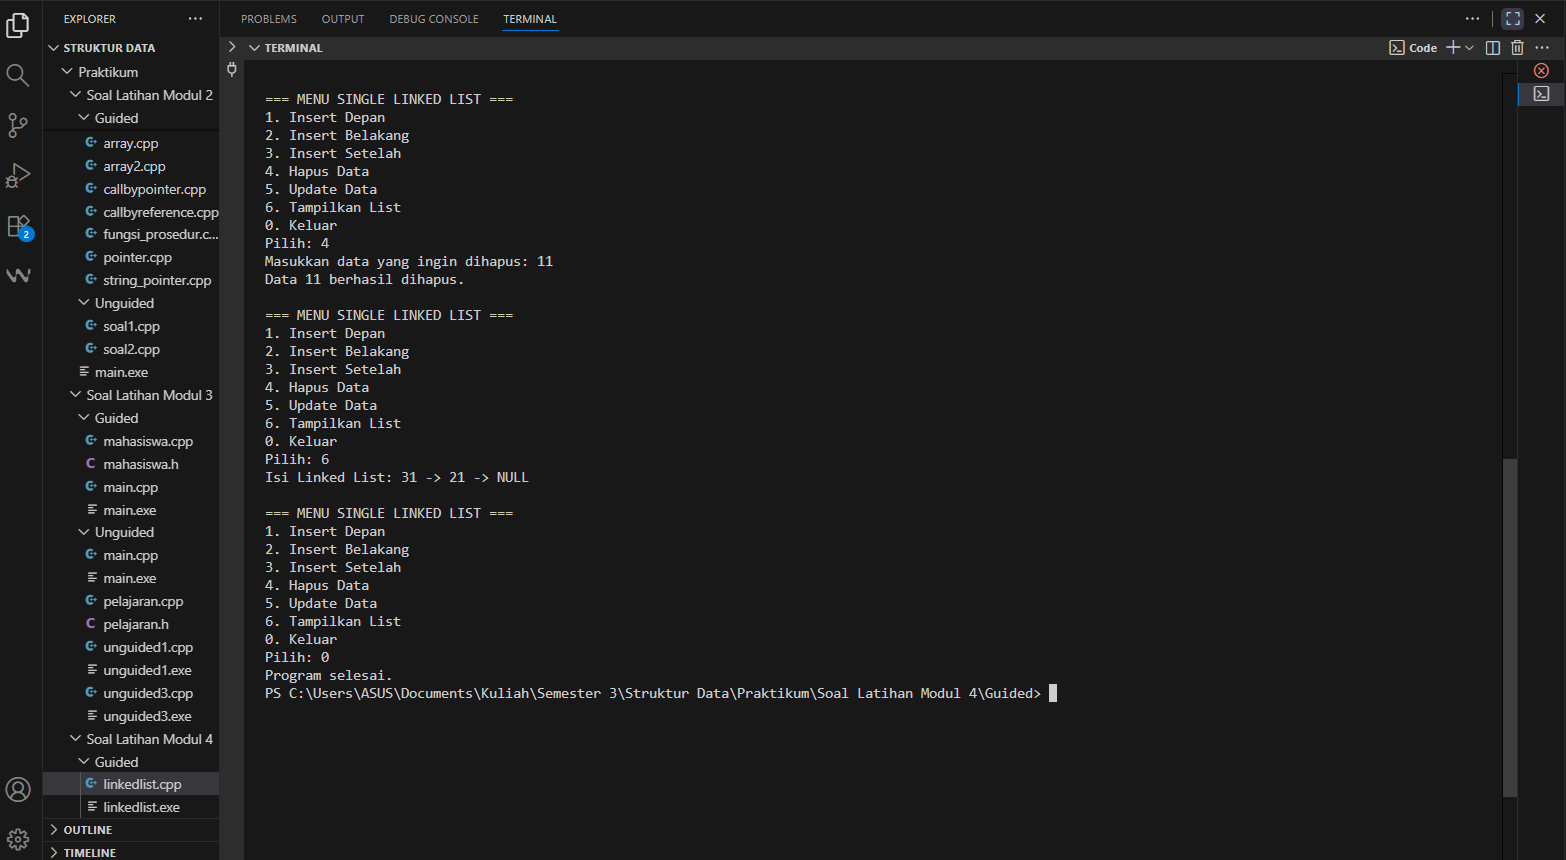 EXPLORER
STRUKTUR DATA
Praktikum
Soal Latihan Modul 2
Guided
array.cpp
array2.cpp
callbypointer.cpp
callbyreference.cpp
fungsi_prosedur.c...
pointer.cpp
string_pointer.cpp
Unguided
soal1.cpp
soal2.cpp
main.exe
Soal Latihan Modul 3
Guided
mahasiswa.cpp
mahasiswa.h
main.cpp
main.exe
Unguided
main.cpp
main.exe
pelajaran.cpp
pelajaran.h
unguided1.cpp
unguided1.exe
unguided3.cpp
unguided3.exe
Soal Latihan Modul 4
Guided
linkedlist.cpp
linkedlist.exe
OUTLINE
TIMELINE
2
PROBLEMS OUTPUT DEBUG CONSOLE TERMINAL
TERMINAL
Code
=== MENU SINGLE LINKED LIST ===
1. Insert Depan
2. Insert Belakang
3. Insert Setelah
4. Hapus Data
5. Update Data
6. Tampilkan List
0. Keluar
Pilih: 4
Masukkan data yang ingin dihapus: 11
Data 11 berhasil dihapus.
=== MENU SINGLE LINKED LIST ===
1. Insert Depan
2. Insert Belakang
3. Insert Setelah
4. Hapus Data
5. Update Data
6. Tampilkan List
0. Keluar
Pilih: 6
Isi Linked List: 31 -> 21 -> NULL
=== MENU SINGLE LINKED LIST ===
1. Insert Depan
2. Insert Belakang
3. Insert Setelah
4. Hapus Data
5. Update Data
6. Tampilkan List
0. Keluar
Pilih: 0
Program selesai.
PS C:\Users\ASUS\Documents\Kuliah\Semester 3\Struktur Data\Praktikum\Soal Latihan Modul 4\Guided>